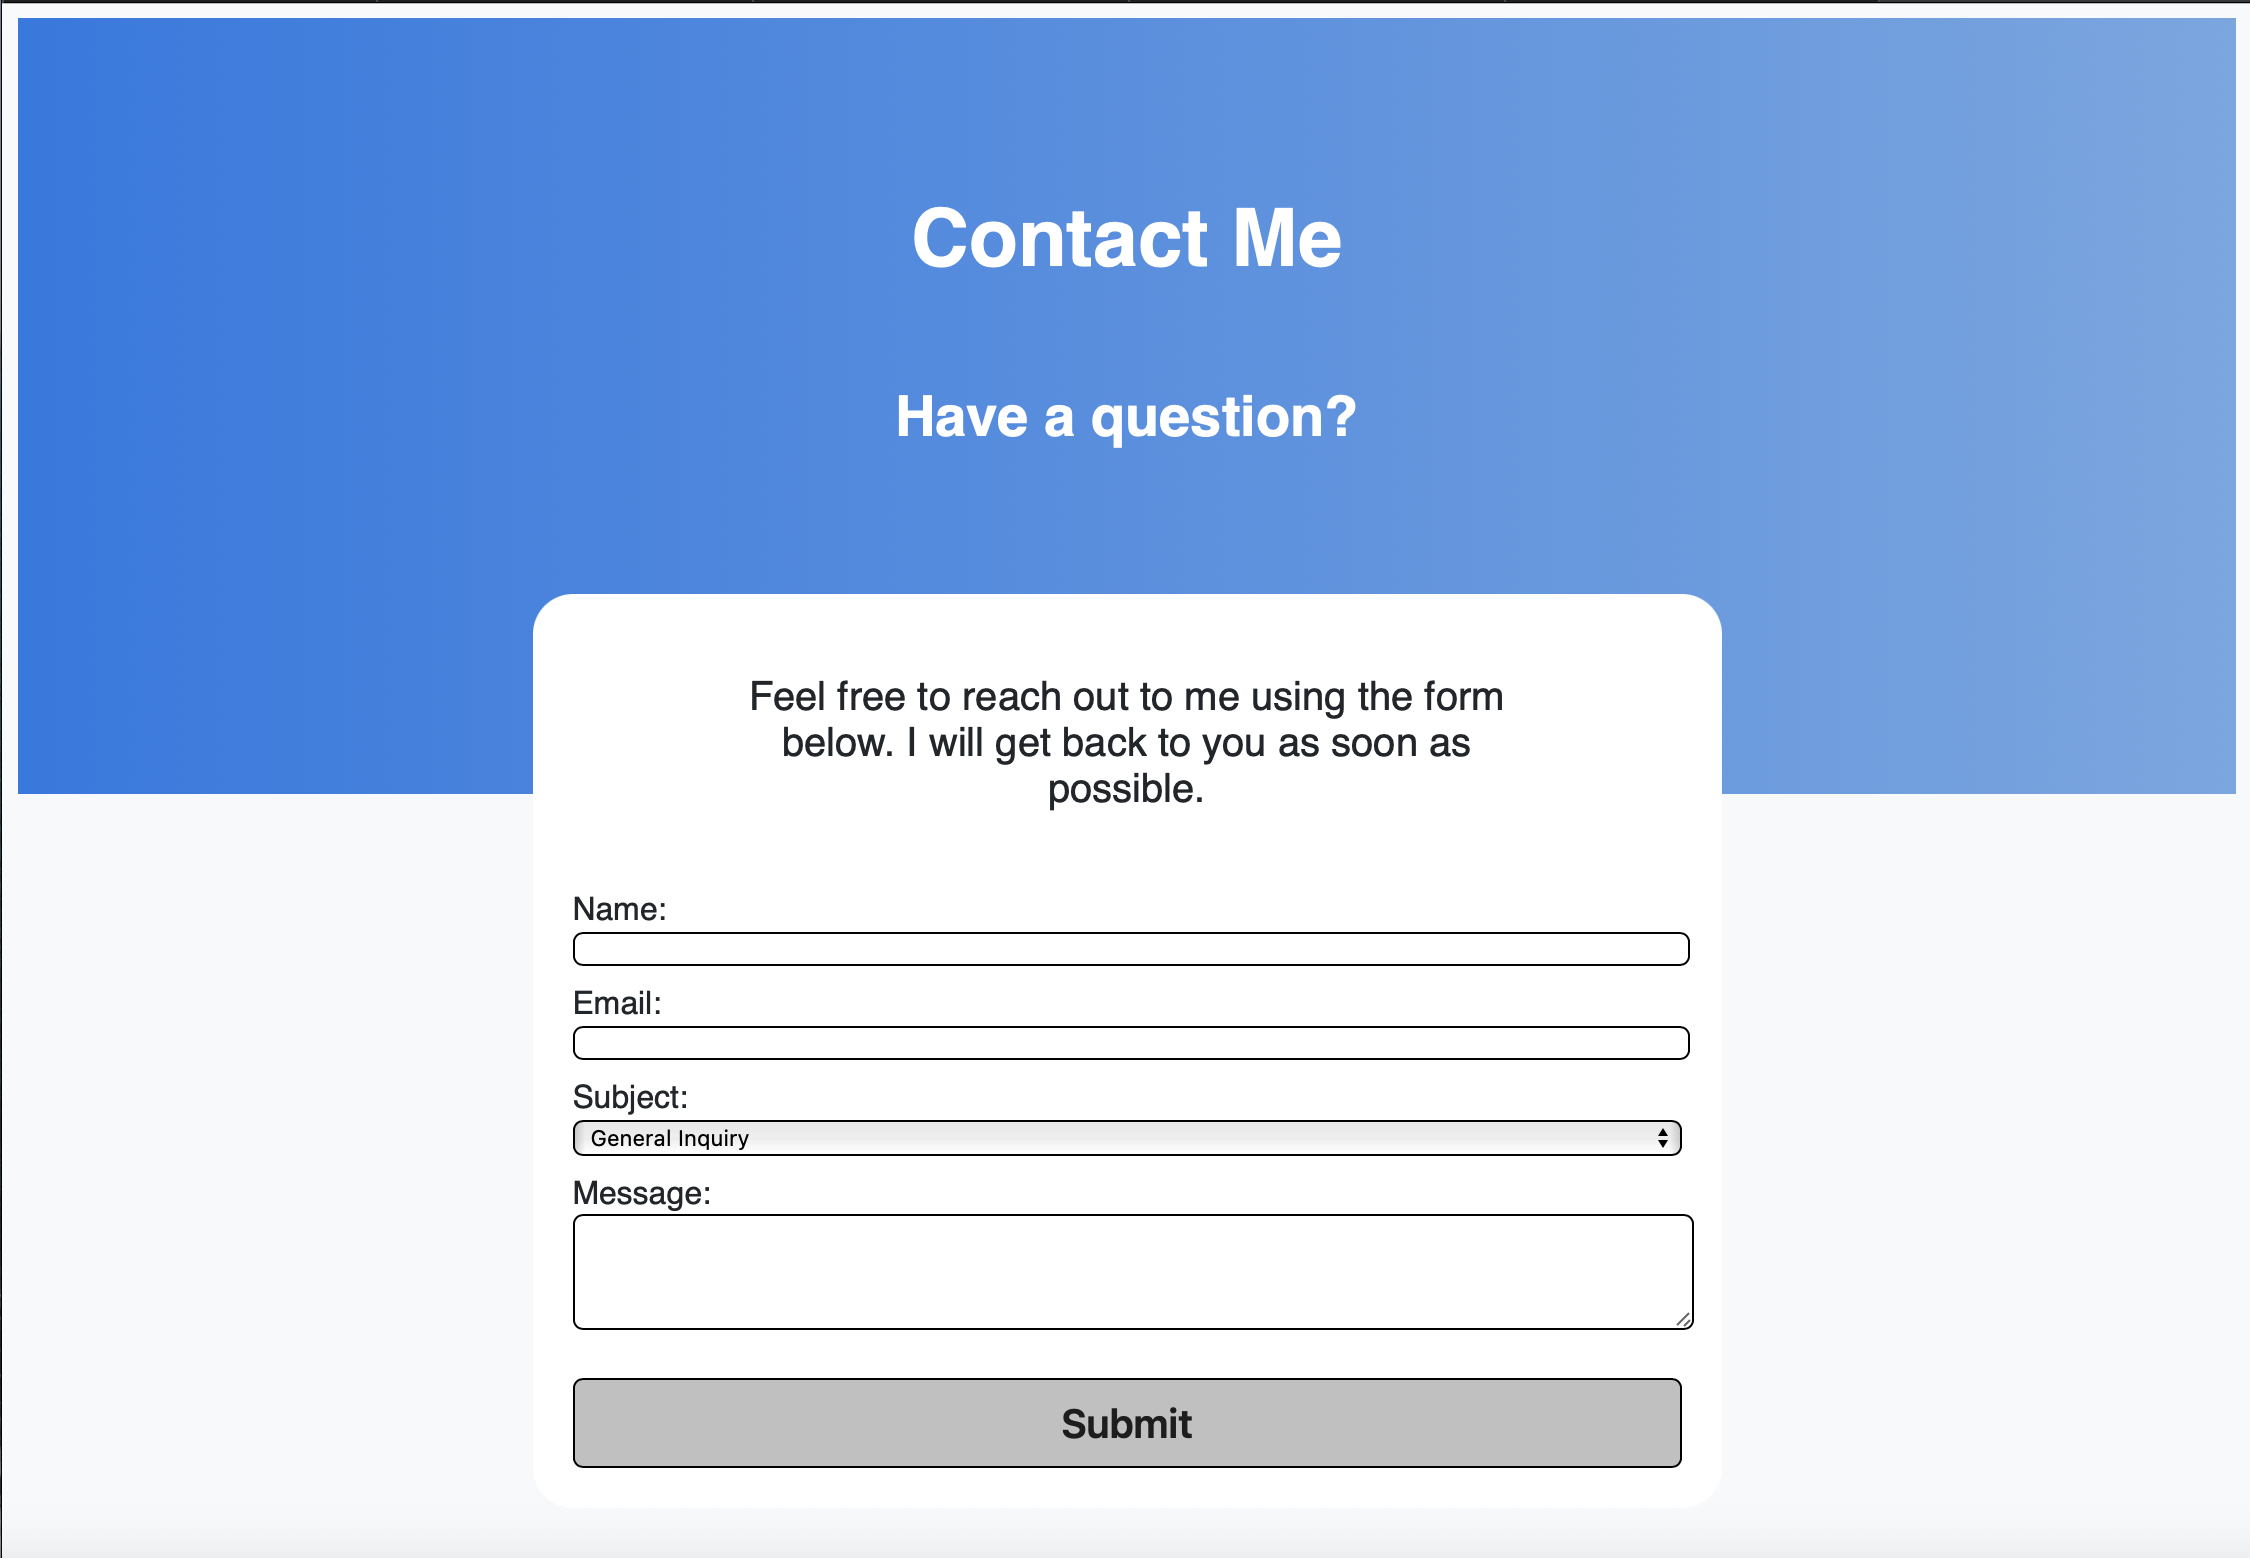 Contact Me
Have a question?
Feel free to reach out to me using the form
below. I will get back to you as soon as
possible.
Name:
Email:
Subject:
General Inquiry
Message:
Submit